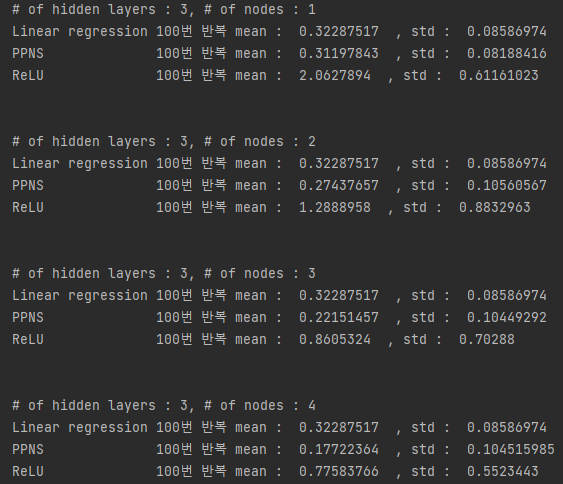 # of hidden layers : 3, # of nodes : 1
Linear regression 100번 반복 mean :  0.32287517  , std :  0.08586974
PPNS              100번 반복 mean :  0.31197843  , std :  0.08188416
ReLU              100번 반복 mean :  2.0627894  , std :  0.61161023
# of hidden layers : 3, # of nodes : 2
Linear regression 100번 반복 mean :  0.32287517  , std :  0.08586974
PPNS              100번 반복 mean :  0.27437657  , std :  0.10560567
ReLU              100번 반복 mean :  1.2888958  , std :  0.8832963
# of hidden layers : 3, # of nodes : 3
Linear regression 100번 반복 mean :  0.32287517  , std :  0.08586974
PPNS              100번 반복 mean :  0.22151457  , std :  0.10449292
ReLU              100번 반복 mean :  0.8605324  , std :  0.70288
# of hidden layers : 3, # of nodes : 4
Linear regression 100번 반복 mean :  0.32287517  , std :  0.08586974
PPNS              100번 반복 mean :  0.17722364  , std :  0.104515985
ReLU              100번 반복 mean :  0.77583766  , std :  0.5523443